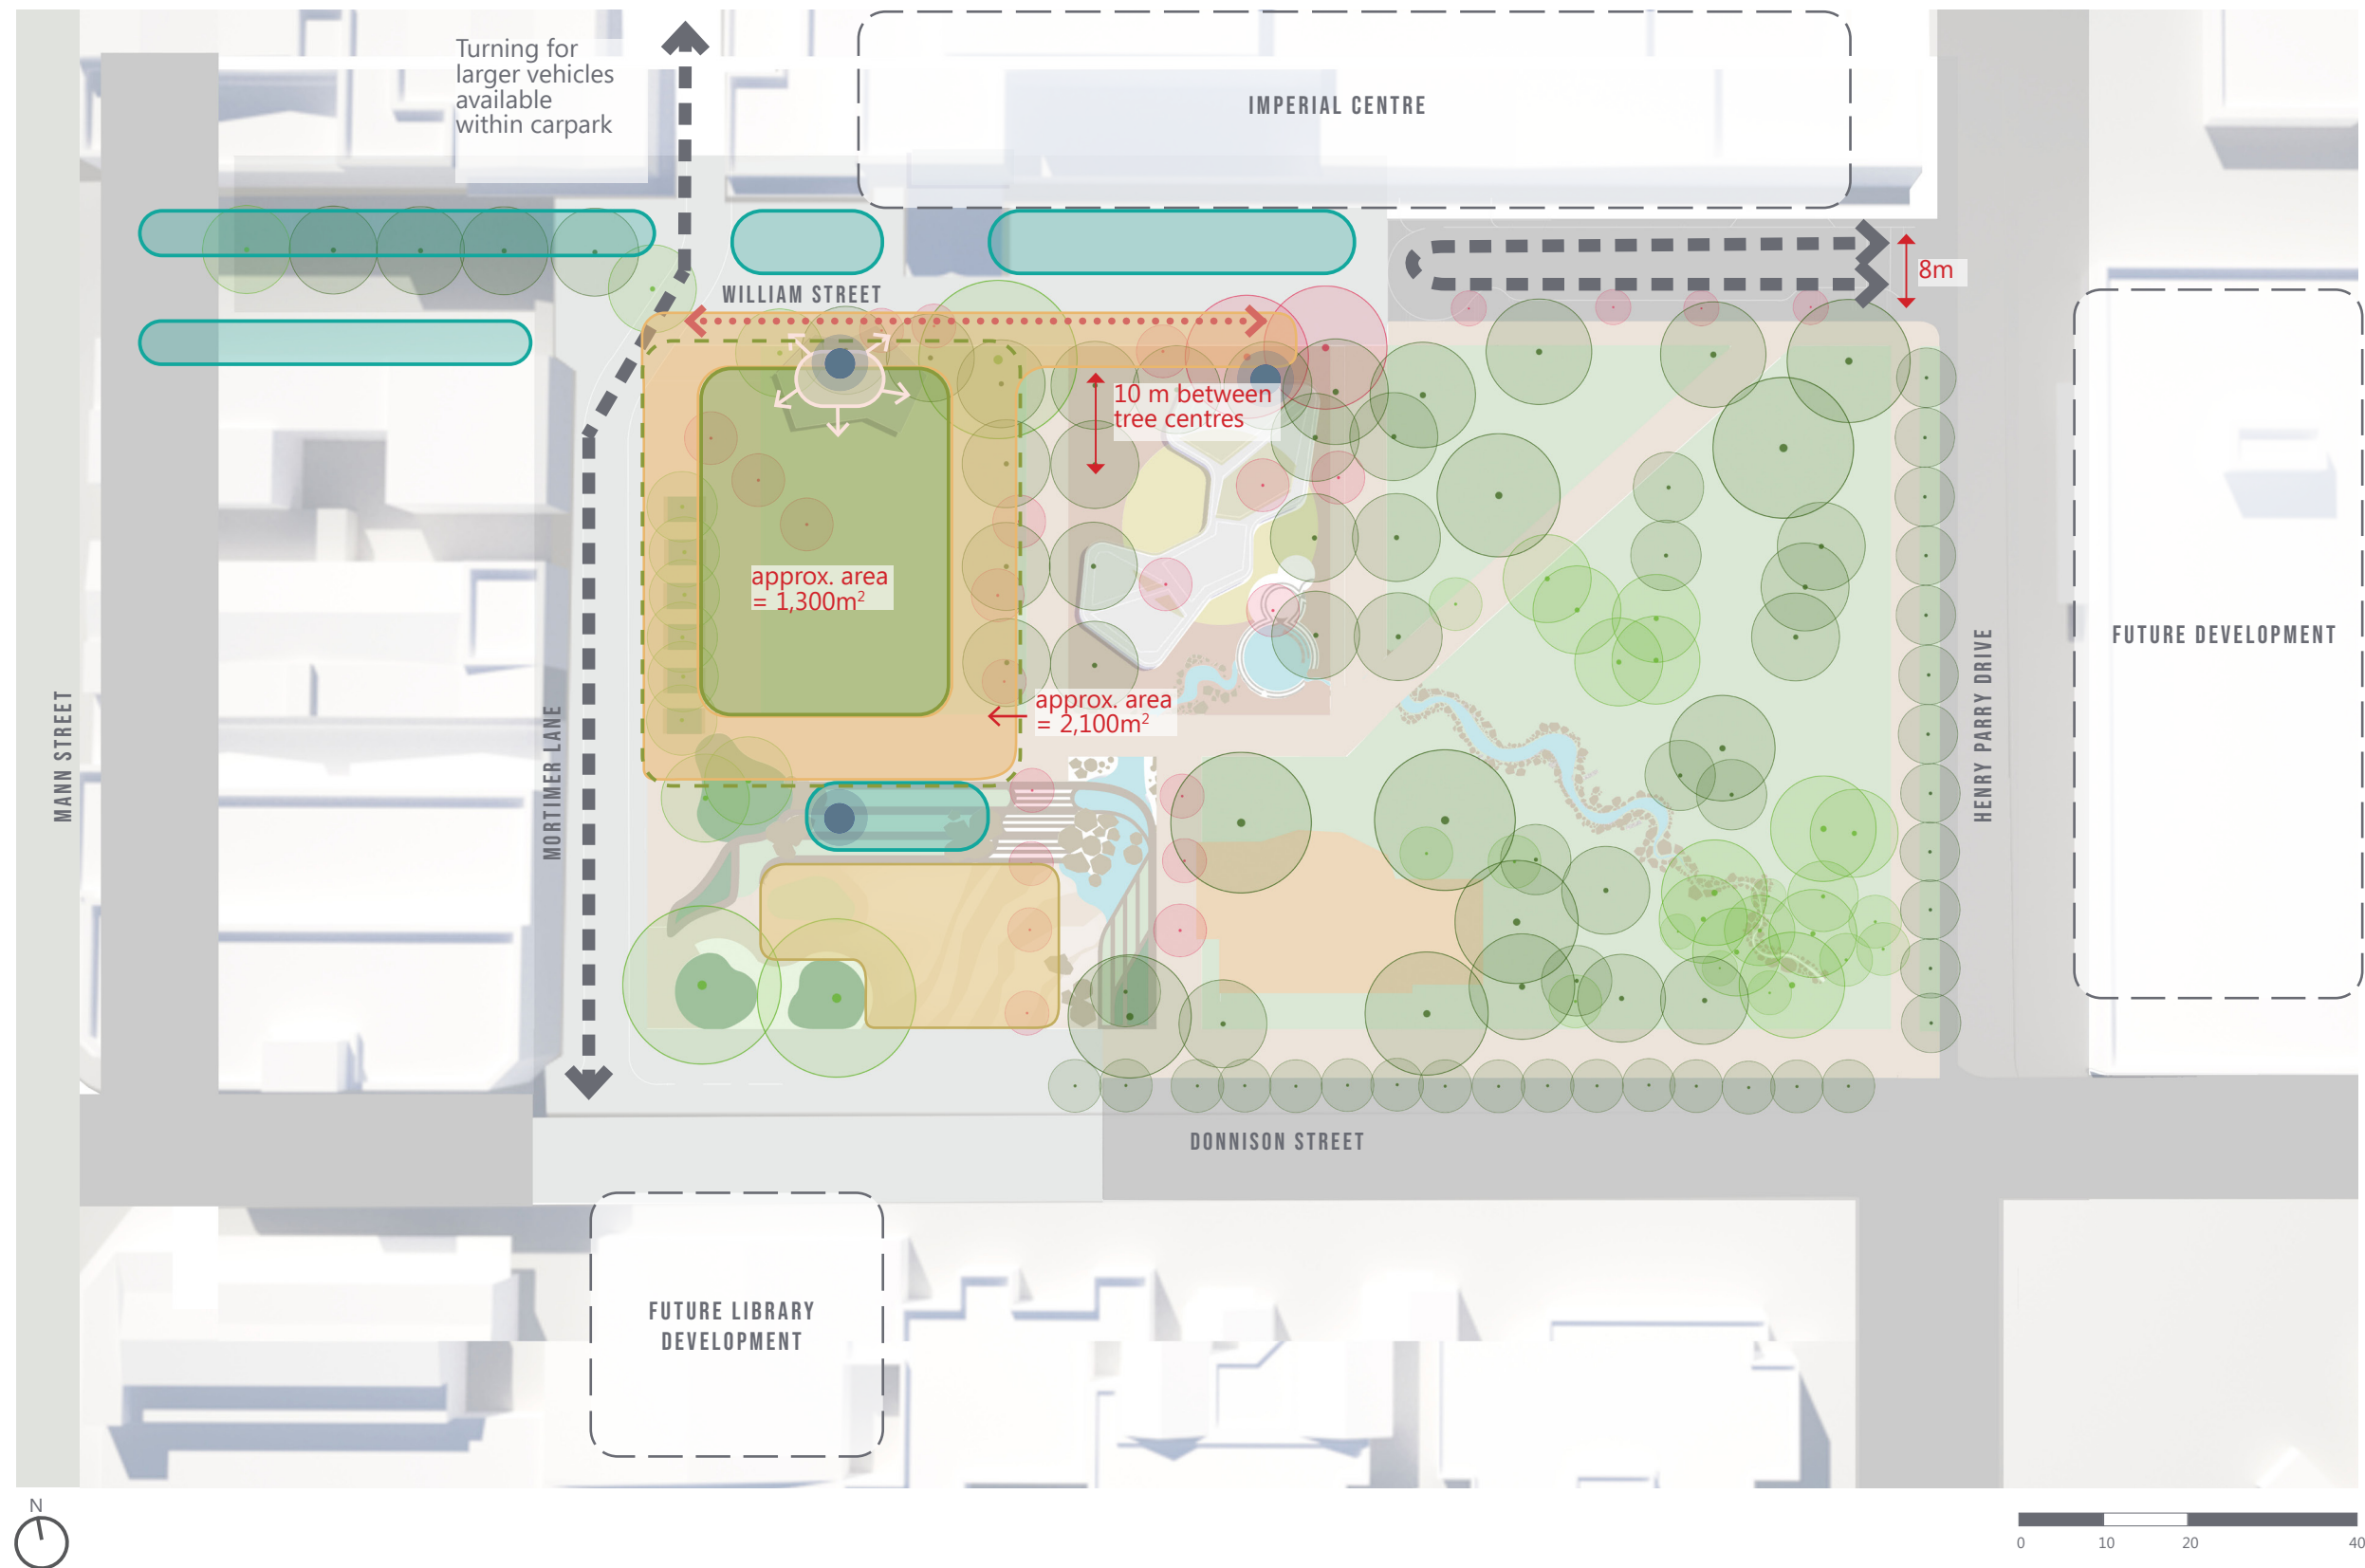 Turning for
larger vehicles
available
within carpark
IMPERIAL CENTRE
8m
WILLIAM STREET
10 m between
tree centres
approx. area
= 1,300m²
FUTURE DEVELOPMENT
approx. area
= 2,100m²
MANN STREET
MORTIMER LANE
HENRY PARRY DRIVE
DONNISON STREET
FUTURE LIBRARY
DEVELOPMENT
N
0 10 20 40